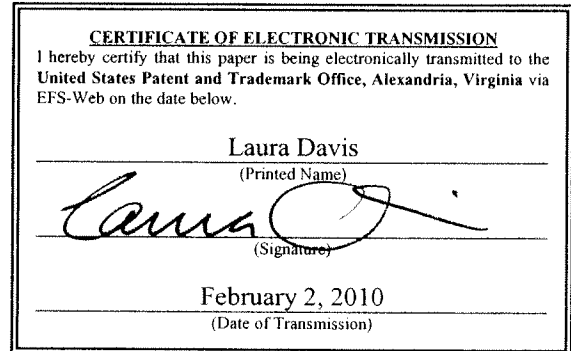 CERTIFICATE OF ELECTRONIC TRANSMISSION
I hereby certify that this paper is being electronically transmitted to the
United States Patent and Trademark Office, Alexandria, Virginia via
EFS-Web on the date below.
Laura Davis
(Printed Name)
Laura Davis
(Signature)
February 2, 2010
(Date of Transmission)